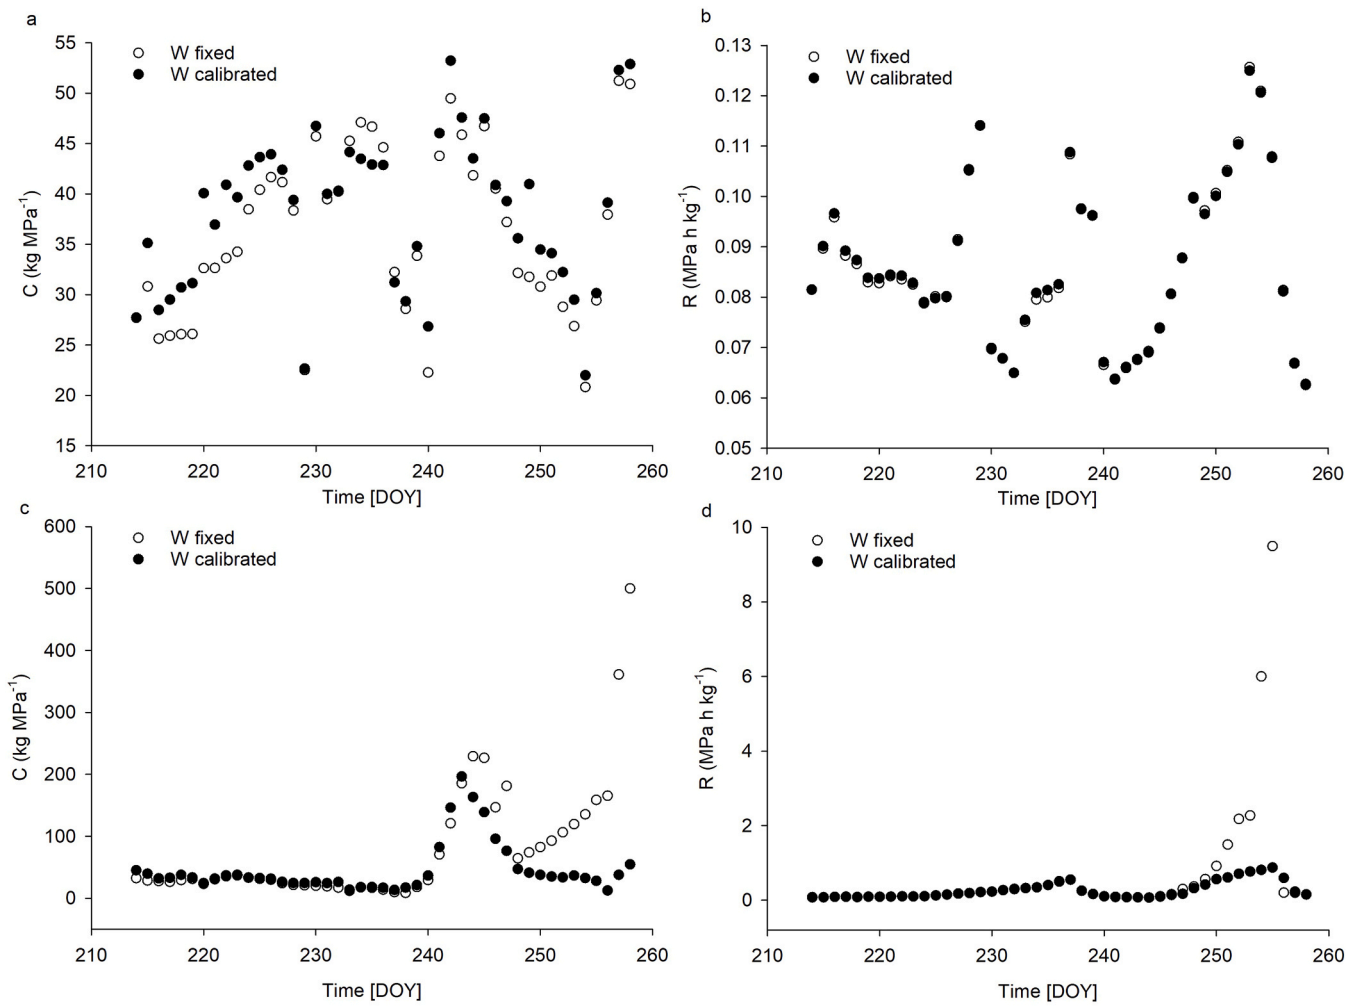 a
W fixed
W calibrated
55
50
45
40
35
30
25
20
15
C (kg MPa⁻¹)
210 220 230 240 250 260
Time [DOY]
b
W fixed
W calibrated
0.13
0.12
0.11
0.10
0.09
0.08
0.07
0.06
0.05
R (MPa h kg⁻¹)
210 220 230 240 250 260
Time [DOY]
c
W fixed
W calibrated
600
500
400
300
200
100
0
C (kg MPa⁻¹)
210 220 230 240 250 260
Time [DOY]
d
W fixed
W calibrated
10
8
6
4
2
0
R (MPa h kg⁻¹)
210 220 230 240 250 260
Time [DOY]